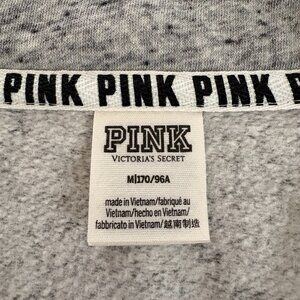 PINK PINK PINK P
PINK
VICTORIA'S SECRET
M|170/96A
made in Vietnam/fabriqué au
Vietnam/hecho en Vietnam/
fabbricato in Vietnam/越南制造